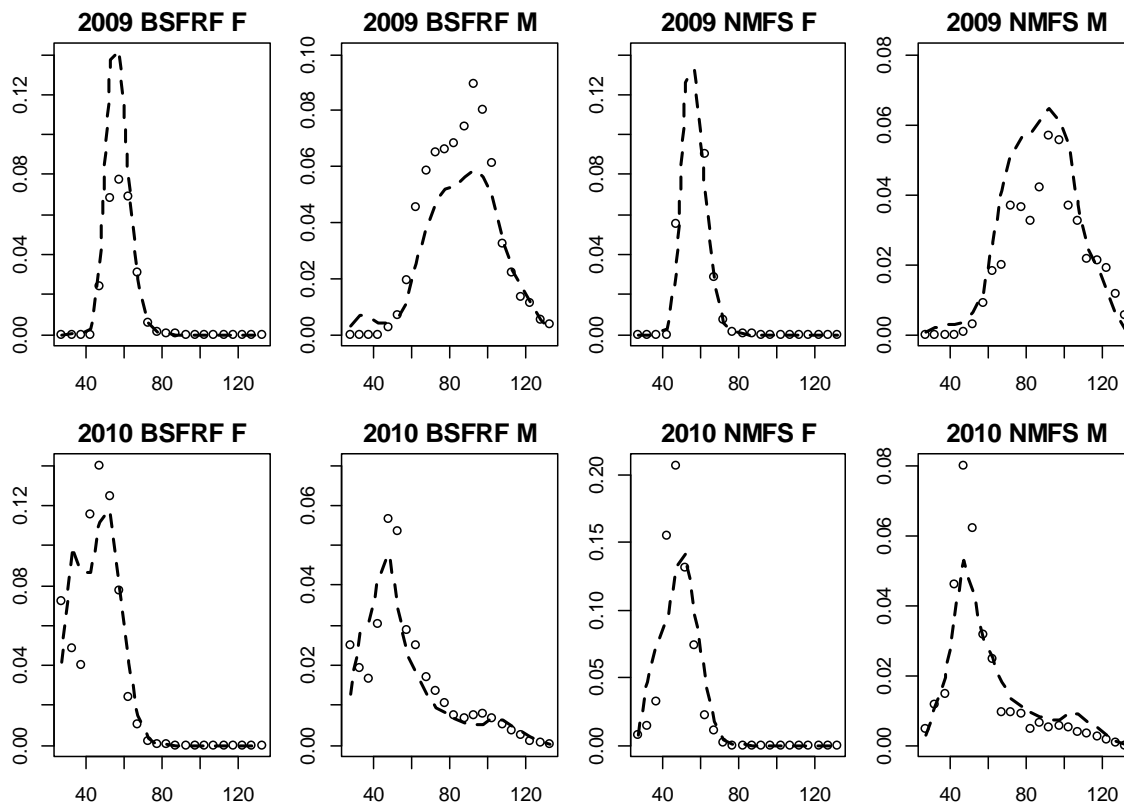 2009 BSFRF F
2009 BSFRF M
2009 NMFS F
2009 NMFS M
0.00 0.04 0.08 0.12
0.00 0.02 0.04 0.06 0.08 0.10
0.00 0.04 0.08 0.12
0.00 0.02 0.04 0.06 0.08
40 80 120
40 80 120
40 80 120
40 80 120
2010 BSFRF F
2010 BSFRF M
2010 NMFS F
2010 NMFS M
0.00 0.04 0.08 0.12
0.00 0.02 0.04 0.06
0.00 0.05 0.10 0.15 0.20
0.00 0.02 0.04 0.06 0.08
40 80 120
40 80 120
40 80 120
40 80 120